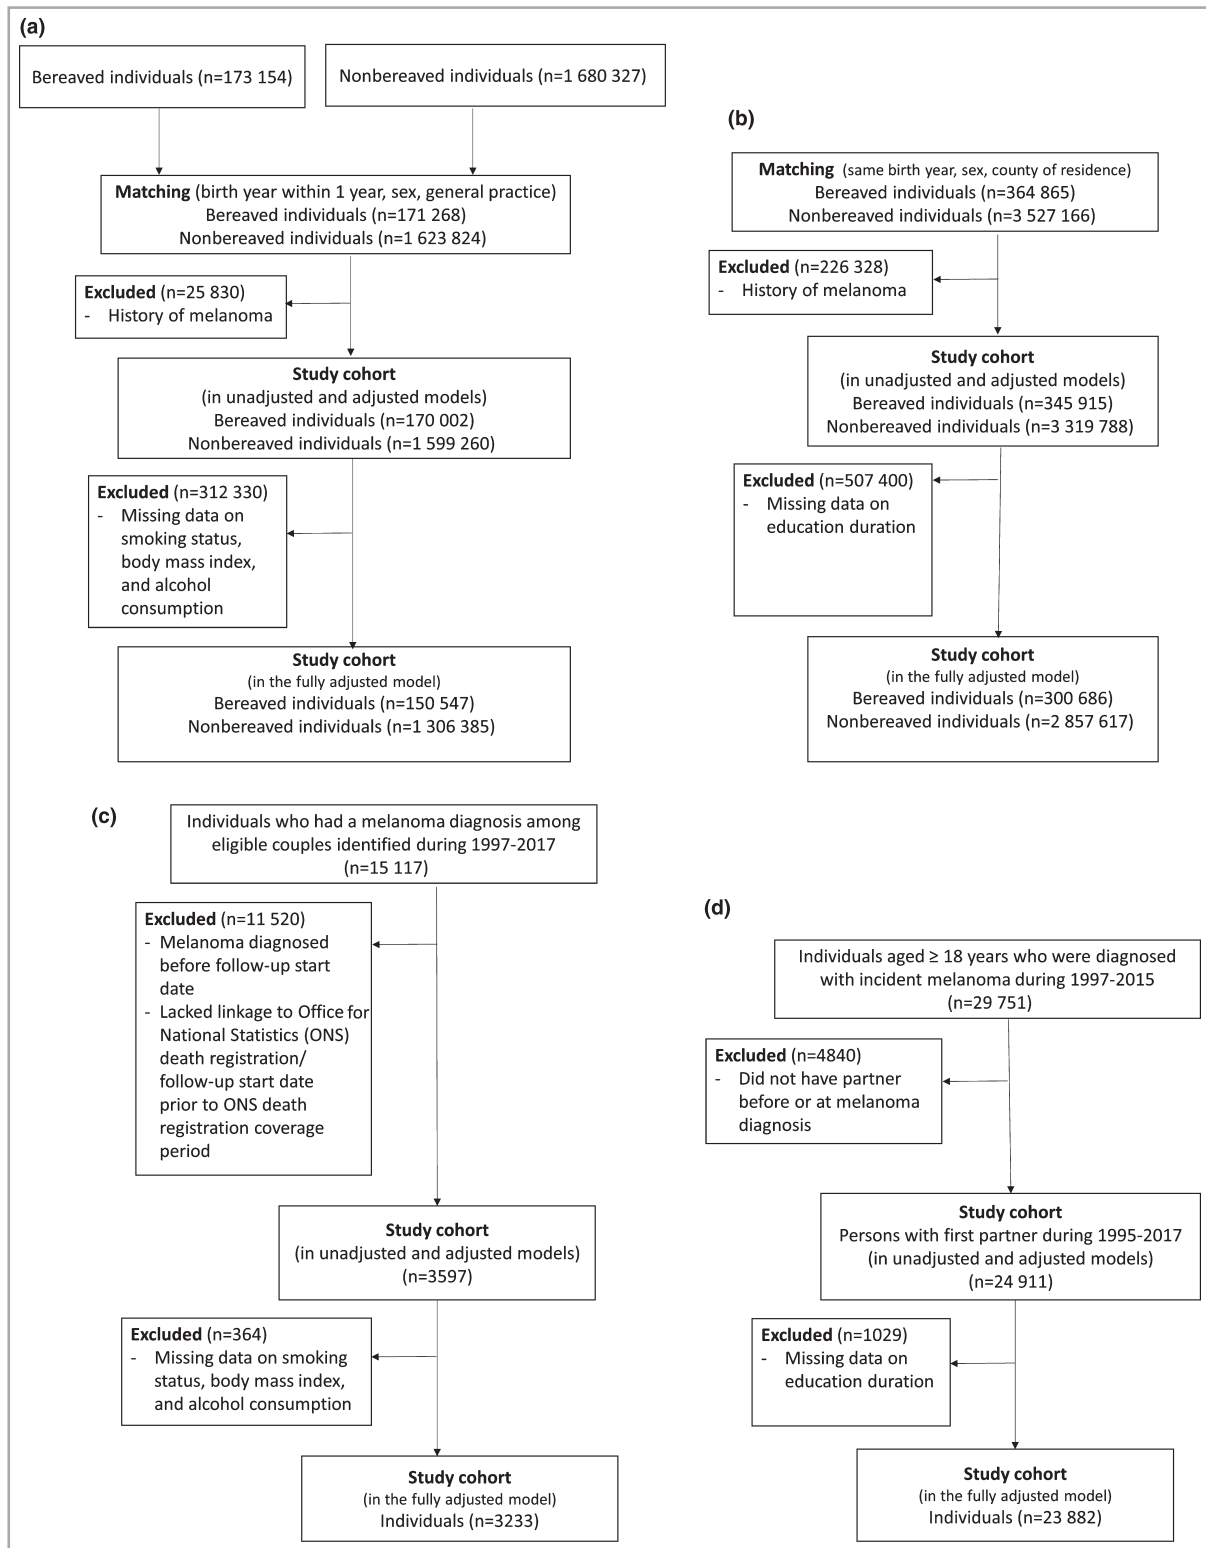 (a)
Bereaved individuals (n=173 154)
Nonbereaved individuals (n=1 680 327)
Matching (birth year within 1 year, sex, general practice)
Bereaved individuals (n=171 268)
Nonbereaved individuals (n=1 623 824)
Excluded (n=25 830)
- History of melanoma
Study cohort
(in unadjusted and adjusted models)
Bereaved individuals (n=170 002)
Nonbereaved individuals (n=1 599 260)
Excluded (n=312 330)
- Missing data on
smoking status,
body mass index,
and alcohol
consumption
Study cohort
(in the fully adjusted model)
Bereaved individuals (n=150 547)
Nonbereaved individuals (n=1 306 385)
(b)
Matching (same birth year, sex, county of residence)
Bereaved individuals (n=364 865)
Nonbereaved individuals (n=3 527 166)
Excluded (n=226 328)
- History of melanoma
Study cohort
(in unadjusted and adjusted models)
Bereaved individuals (n=345 915)
Nonbereaved individuals (n=3 319 788)
Excluded (n=507 400)
- Missing data on
education duration
Study cohort
(in the fully adjusted model)
Bereaved individuals (n=300 686)
Nonbereaved individuals (n=2 857 617)
(c)
Individuals who had a melanoma diagnosis among
eligible couples identified during 1997-2017
(n=15 117)
Excluded (n=11 520)
- Melanoma diagnosed
before follow-up start
date
- Lacked linkage to Office for
National Statistics (ONS)
death registration/
follow-up start date
prior to ONS death
registration coverage
period
Study cohort
(in unadjusted and adjusted models)
(n=3597)
Excluded (n=364)
- Missing data on smoking
status, body mass index,
and alcohol consumption
Study cohort
(in the fully adjusted model)
Individuals (n=3233)
(d)
Individuals aged ≥ 18 years who were diagnosed
with incident melanoma during 1997-2015
(n=29 751)
Excluded (n=4840)
- Did not have partner
before or at melanoma
diagnosis
Study cohort
Persons with first partner during 1995-2017
(in unadjusted and adjusted models)
(n=24 911)
Excluded (n=1029)
- Missing data on
education duration
Study cohort
(in the fully adjusted model)
Individuals (n=23 882)